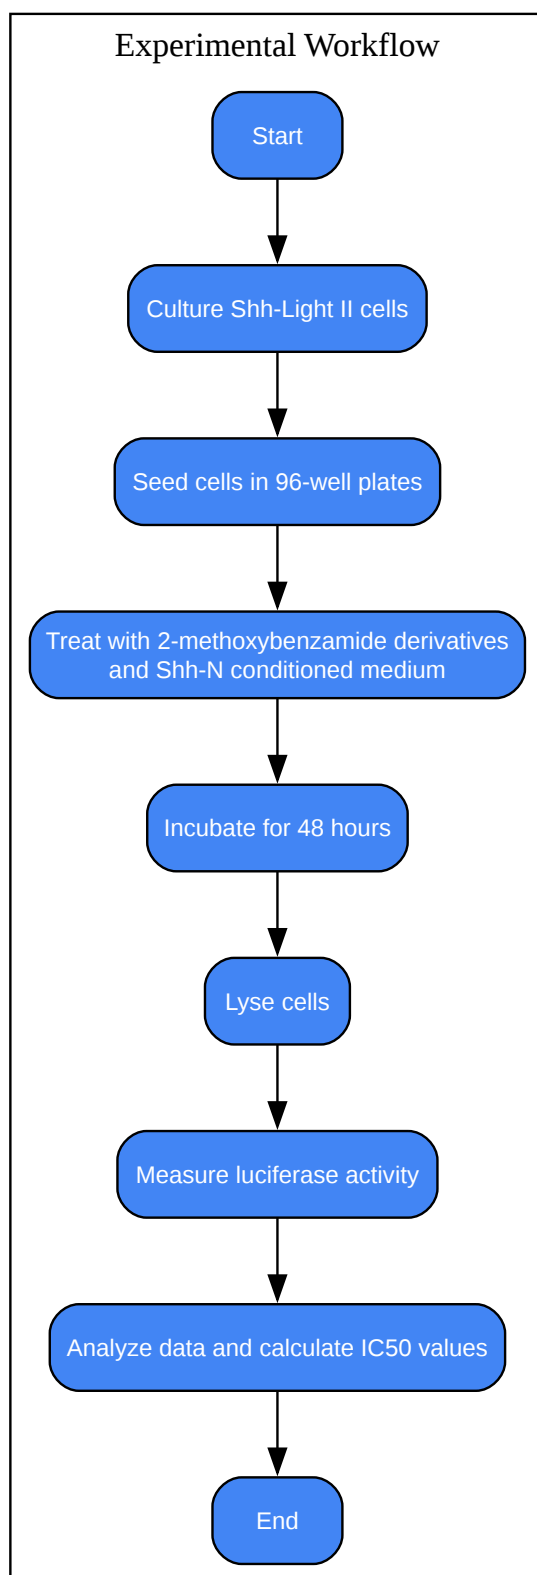 Experimental Workflow
Start
Culture Shh-Light II cells
Seed cells in 96-well plates
Treat with 2-methoxybenzamide derivatives
and Shh-N conditioned medium
Incubate for 48 hours
Lyse cells
Measure luciferase activity
Analyze data and calculate IC50 values
End